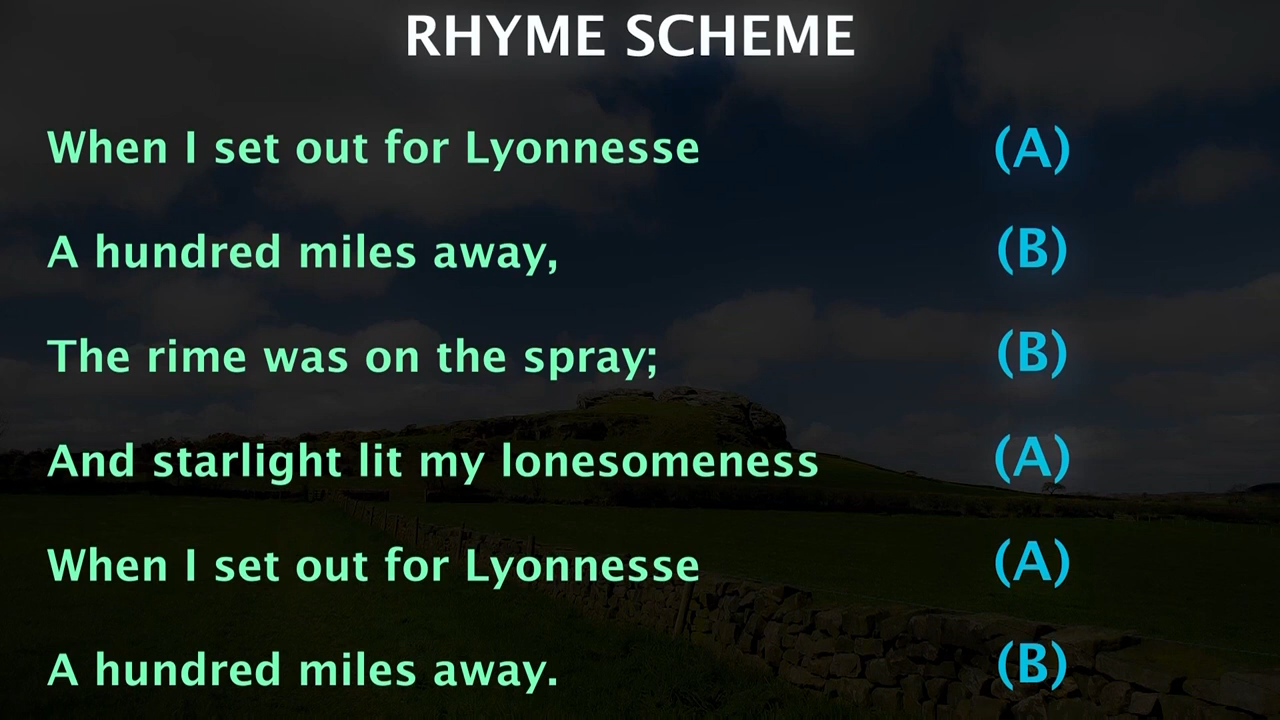 RHYME SCHEME
When I set out for Lyonnesse (A)
A hundred miles away, (B)
The rime was on the spray; (B)
And starlight lit my lonesomeness (A)
When I set out for Lyonnesse (A)
A hundred miles away. (B)